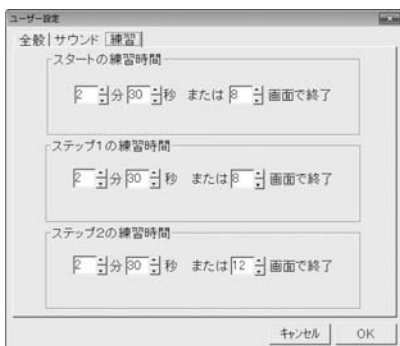 ユーザー設定
全般 サウンド 練習
スタートの練習時間
2 分 30 秒 または 8 画面で終了
ステップ1の練習時間
2 分 30 秒 または 8 画面で終了
ステップ2の練習時間
2 分 30 秒 または 12 画面で終了
キャンセル OK